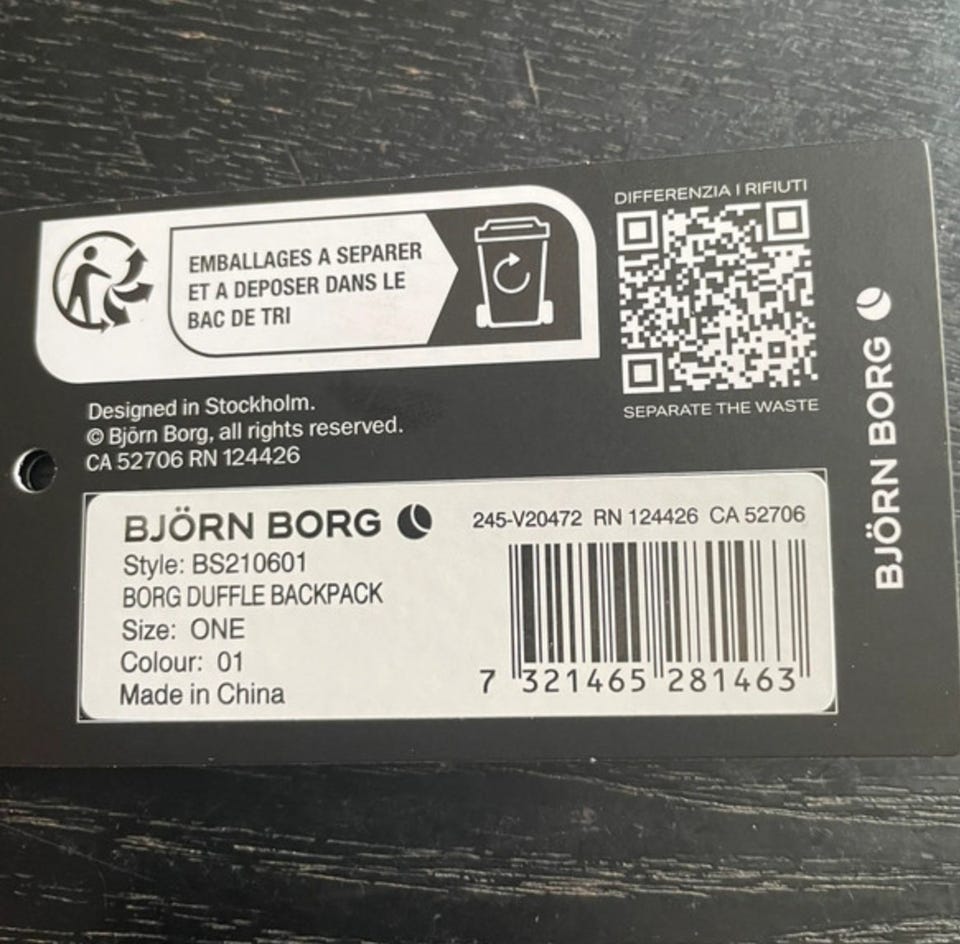 EMBALLAGES A SEPARER
ET A DEPOSER DANS LE
BAC DE TRI
DIFFERENZIA I RIFIUTI
SEPARATE THE WASTE
BJÖRN BORG
Designed in Stockholm.
© Björn Borg, all rights reserved.
CA 52706 RN 124426
BJÖRN BORG
Style: BS210601
BORG DUFFLE BACKPACK
Size: ONE
Colour: 01
Made in China
245-V20472 RN 124426 CA 52706
7 321465 281463